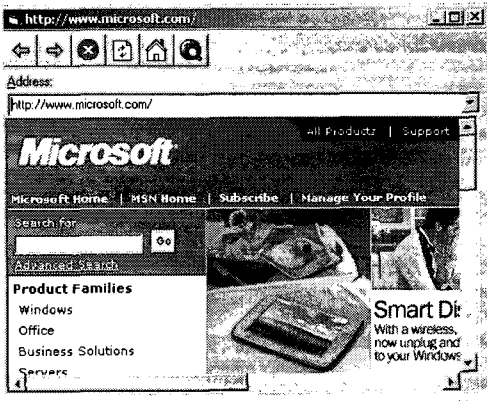 http://www.microsoft.com/
Address:
http://www.microsoft.com/
All Products | Support
Microsoft
Microsoft Home | MSN Home | Subscribe | Manage Your Profile
Search for
Go
Advanced Search
Product Families
Windows
Office
Business Solutions
Servers
Smart Dis
With a wireless,
now unplug and
to your Windows